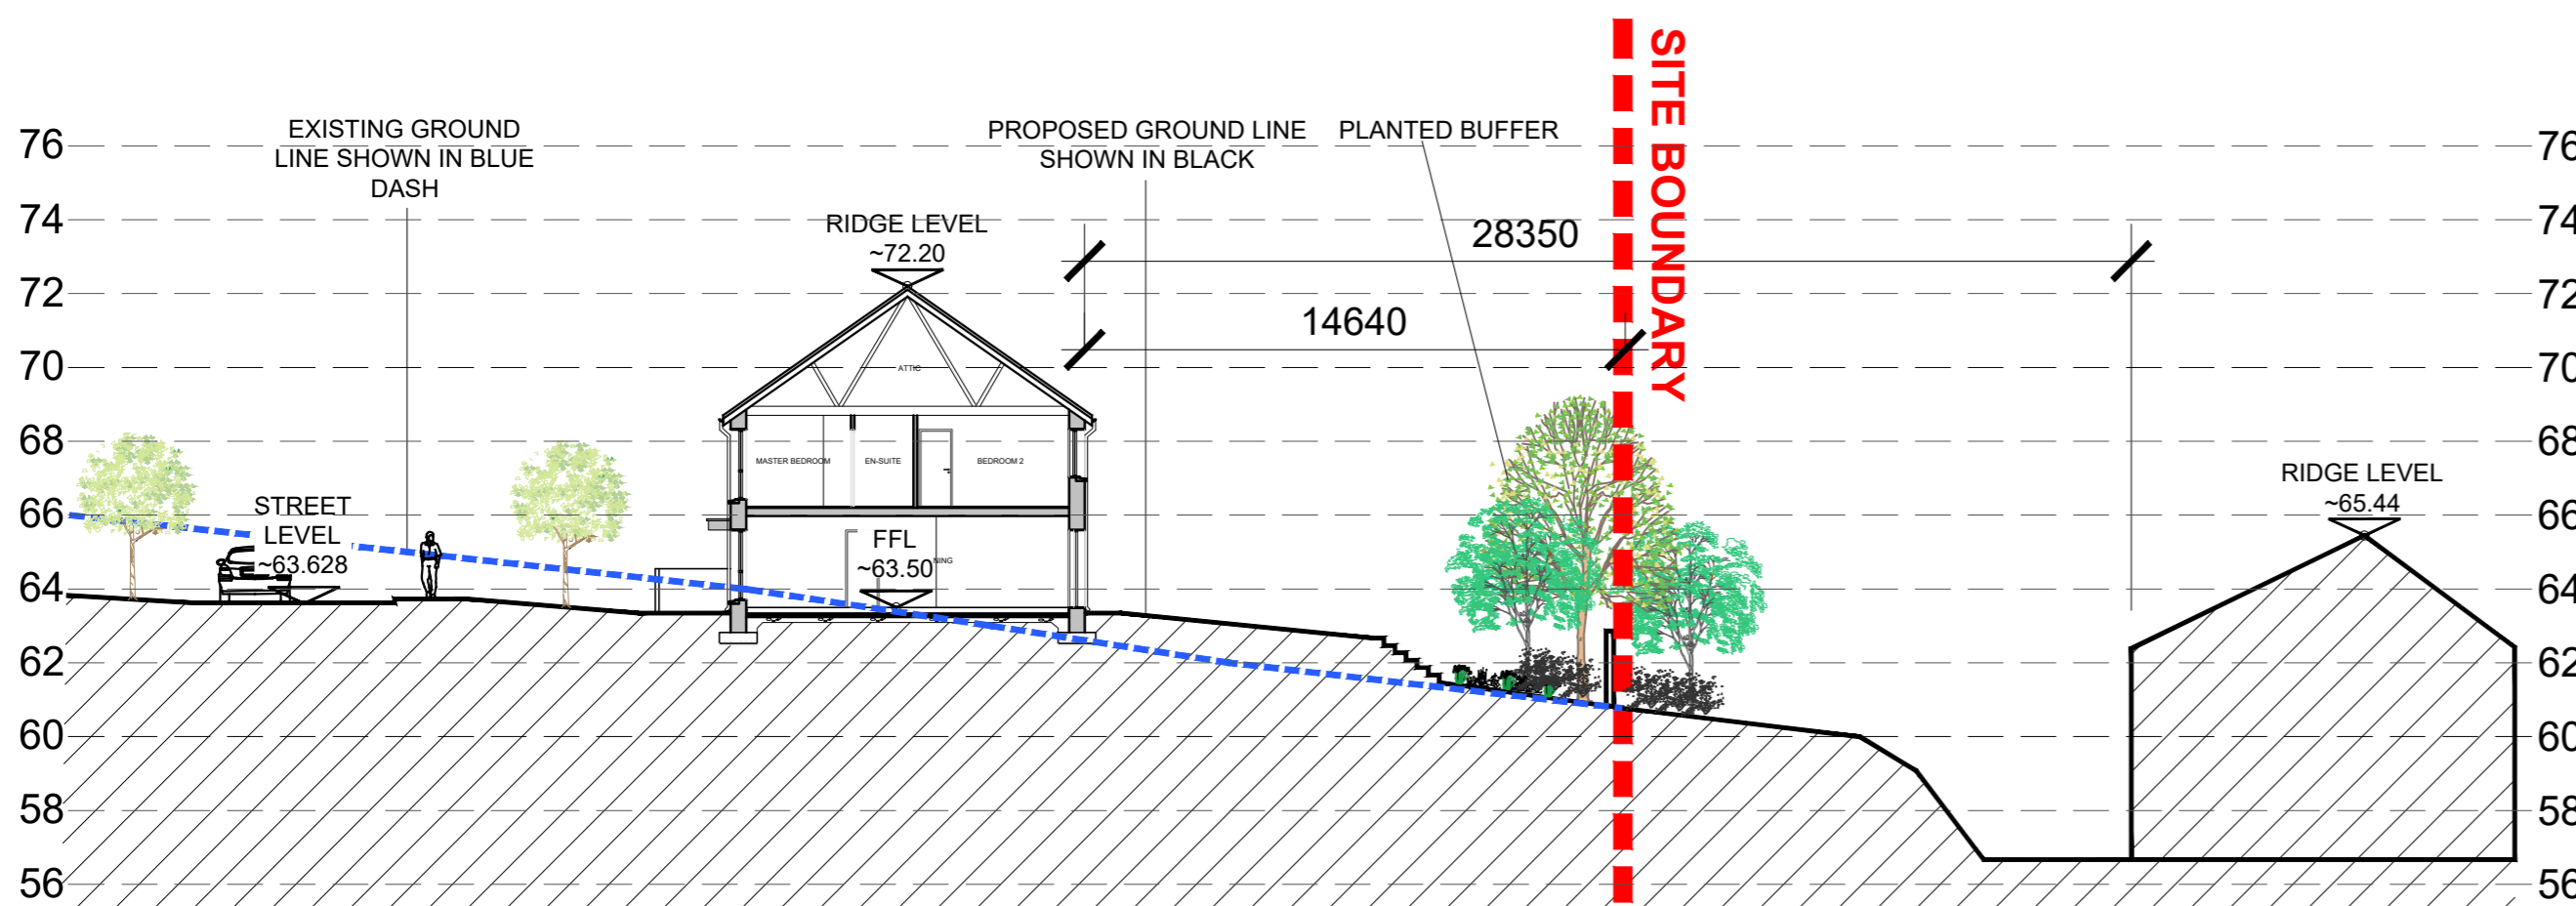 SITE BOUNDARY
EXISTING GROUND
LINE SHOWN IN BLUE
DASH
PROPOSED GROUND LINE
SHOWN IN BLACK
PLANTED BUFFER
76
76
74
74
72
72
70
70
68
68
66
66
64
64
62
62
60
60
58
58
56
56
RIDGE LEVEL
~72.20
28350
14640
ATTIC
MASTER BEDROOM
EN-SUITE
BEDROOM 2
STREET
LEVEL
~63.628
FFL
~63.50
RIDGE LEVEL
~65.44